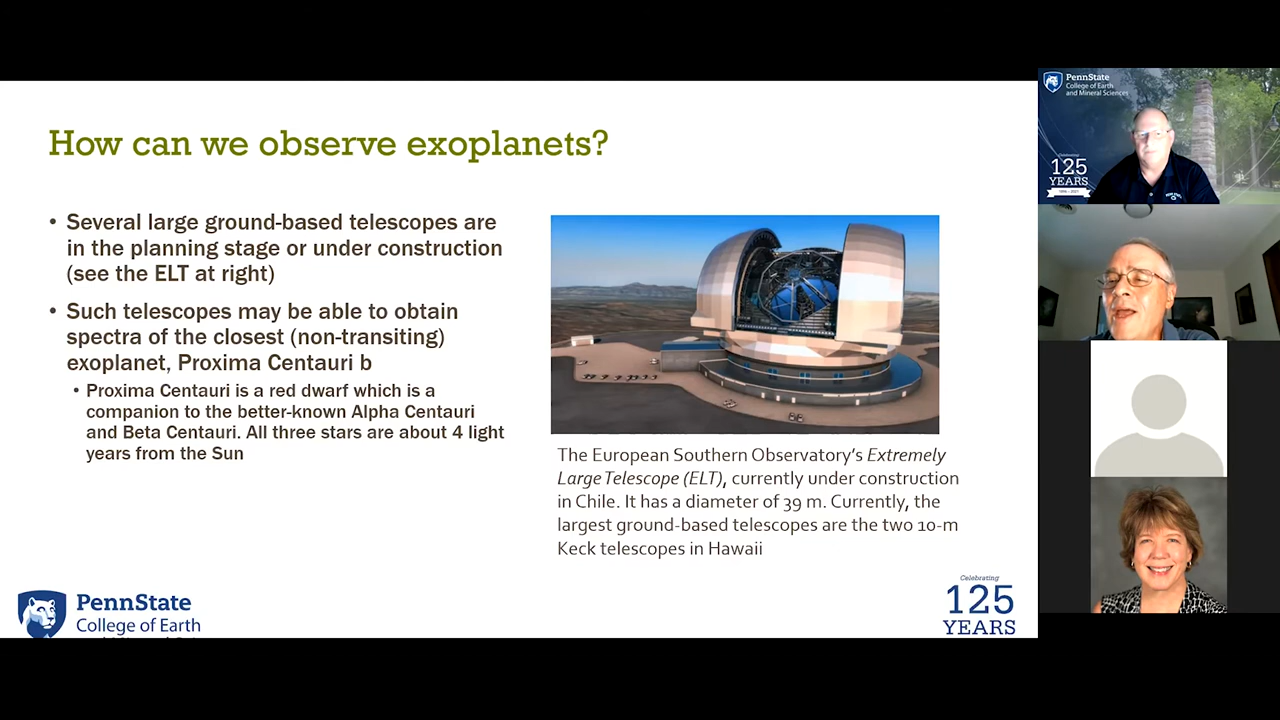 How can we observe exoplanets?
• Several large ground-based telescopes are
in the planning stage or under construction
(see the ELT at right)
• Such telescopes may be able to obtain
spectra of the closest (non-transiting)
exoplanet, Proxima Centauri b
• Proxima Centauri is a red dwarf which is a
companion to the better-known Alpha Centauri
and Beta Centauri. All three stars are about 4 light
years from the Sun
The European Southern Observatory's Extremely
Large Telescope (ELT), currently under construction
in Chile. It has a diameter of 39 m. Currently, the
largest ground-based telescopes are the two 10-m
Keck telescopes in Hawaii
PennState
College of Earth
Celebrating
125
YEARS
PennState
College of Earth
and Mineral Sciences
Celebrating
125
YEARS